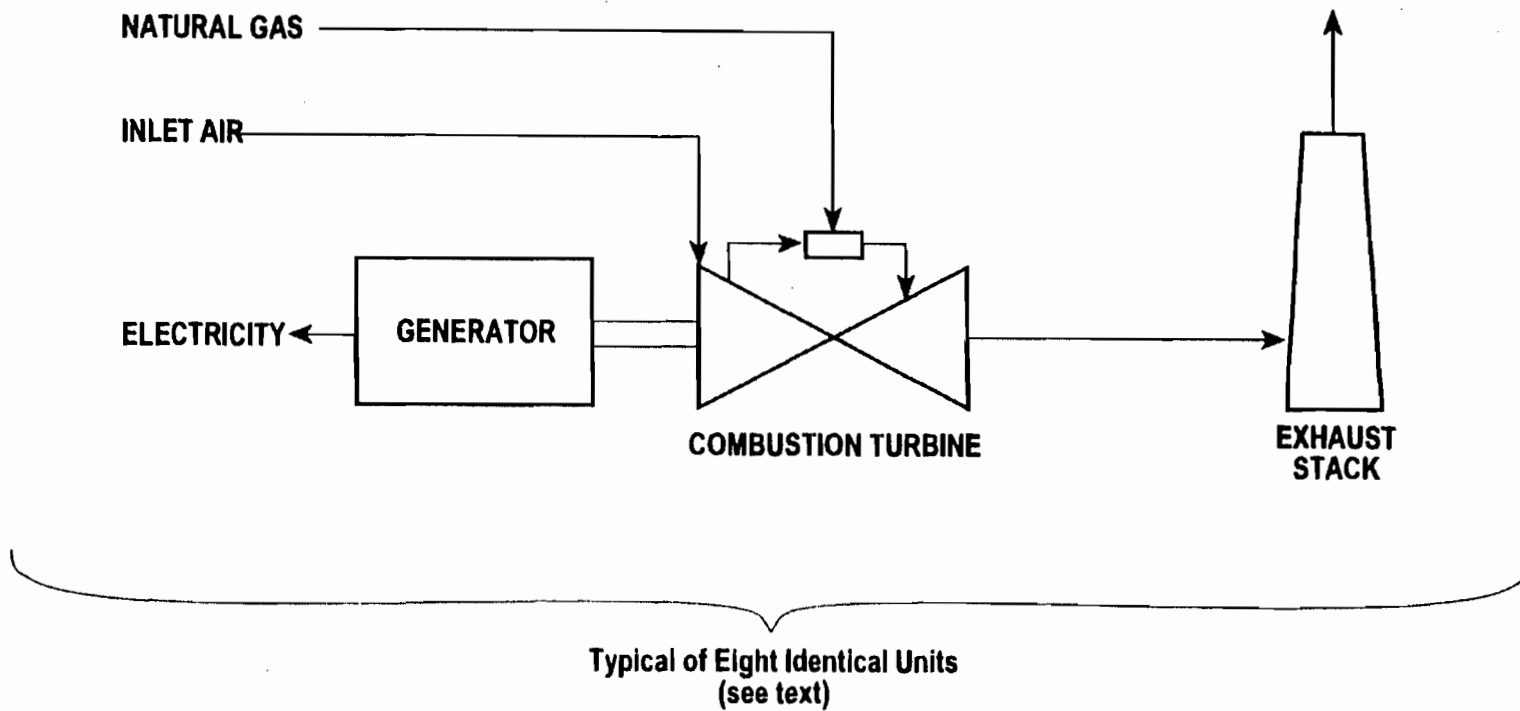 NATURAL GAS
INLET AIR
ELECTRICITY
GENERATOR
COMBUSTION TURBINE
EXHAUST
STACK
Typical of Eight Identical Units
(see text)